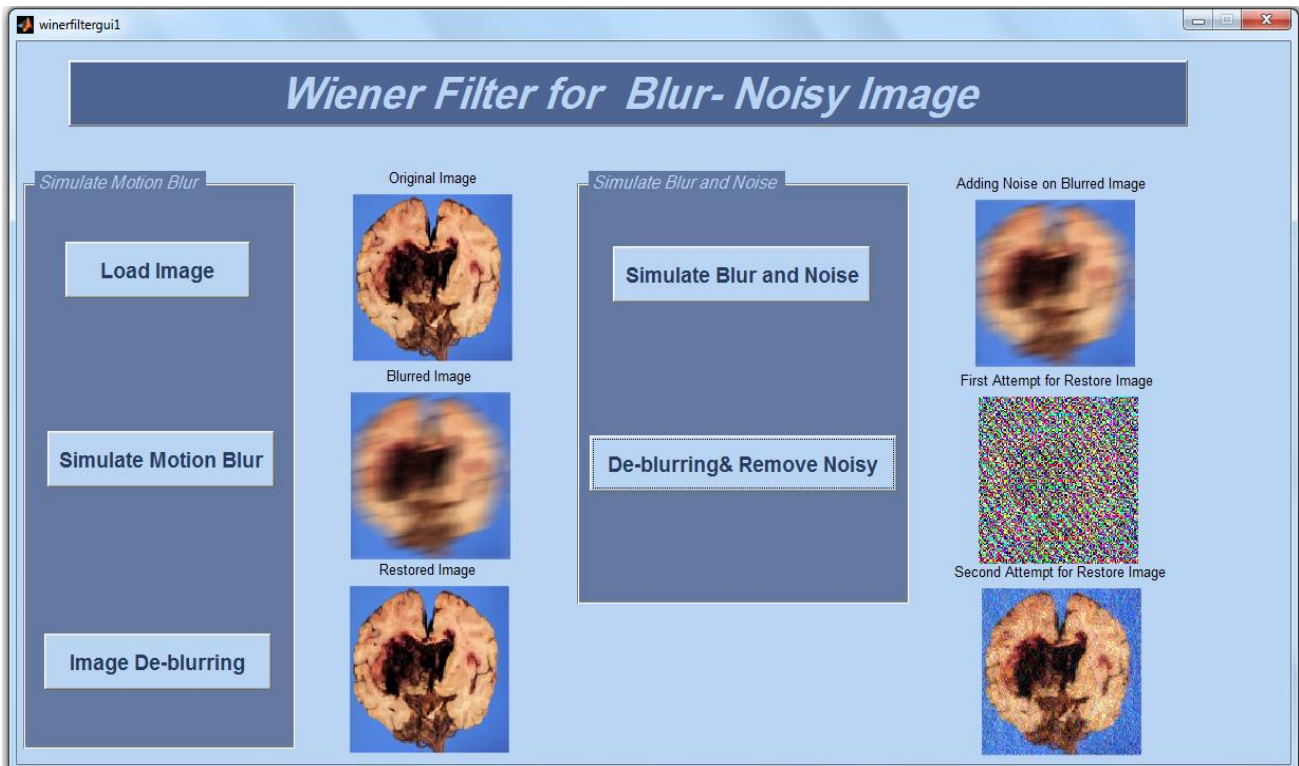 winerfiltergui1
Wiener Filter for Blur- Noisy Image
Simulate Motion Blur
Load Image
Simulate Motion Blur
Image De-blurring
Original Image
Blurred Image
Restored Image
Simulate Blur and Noise
Simulate Blur and Noise
De-blurring& Remove Noisy
Adding Noise on Blurred Image
First Attempt for Restore Image
Second Attempt for Restore Image